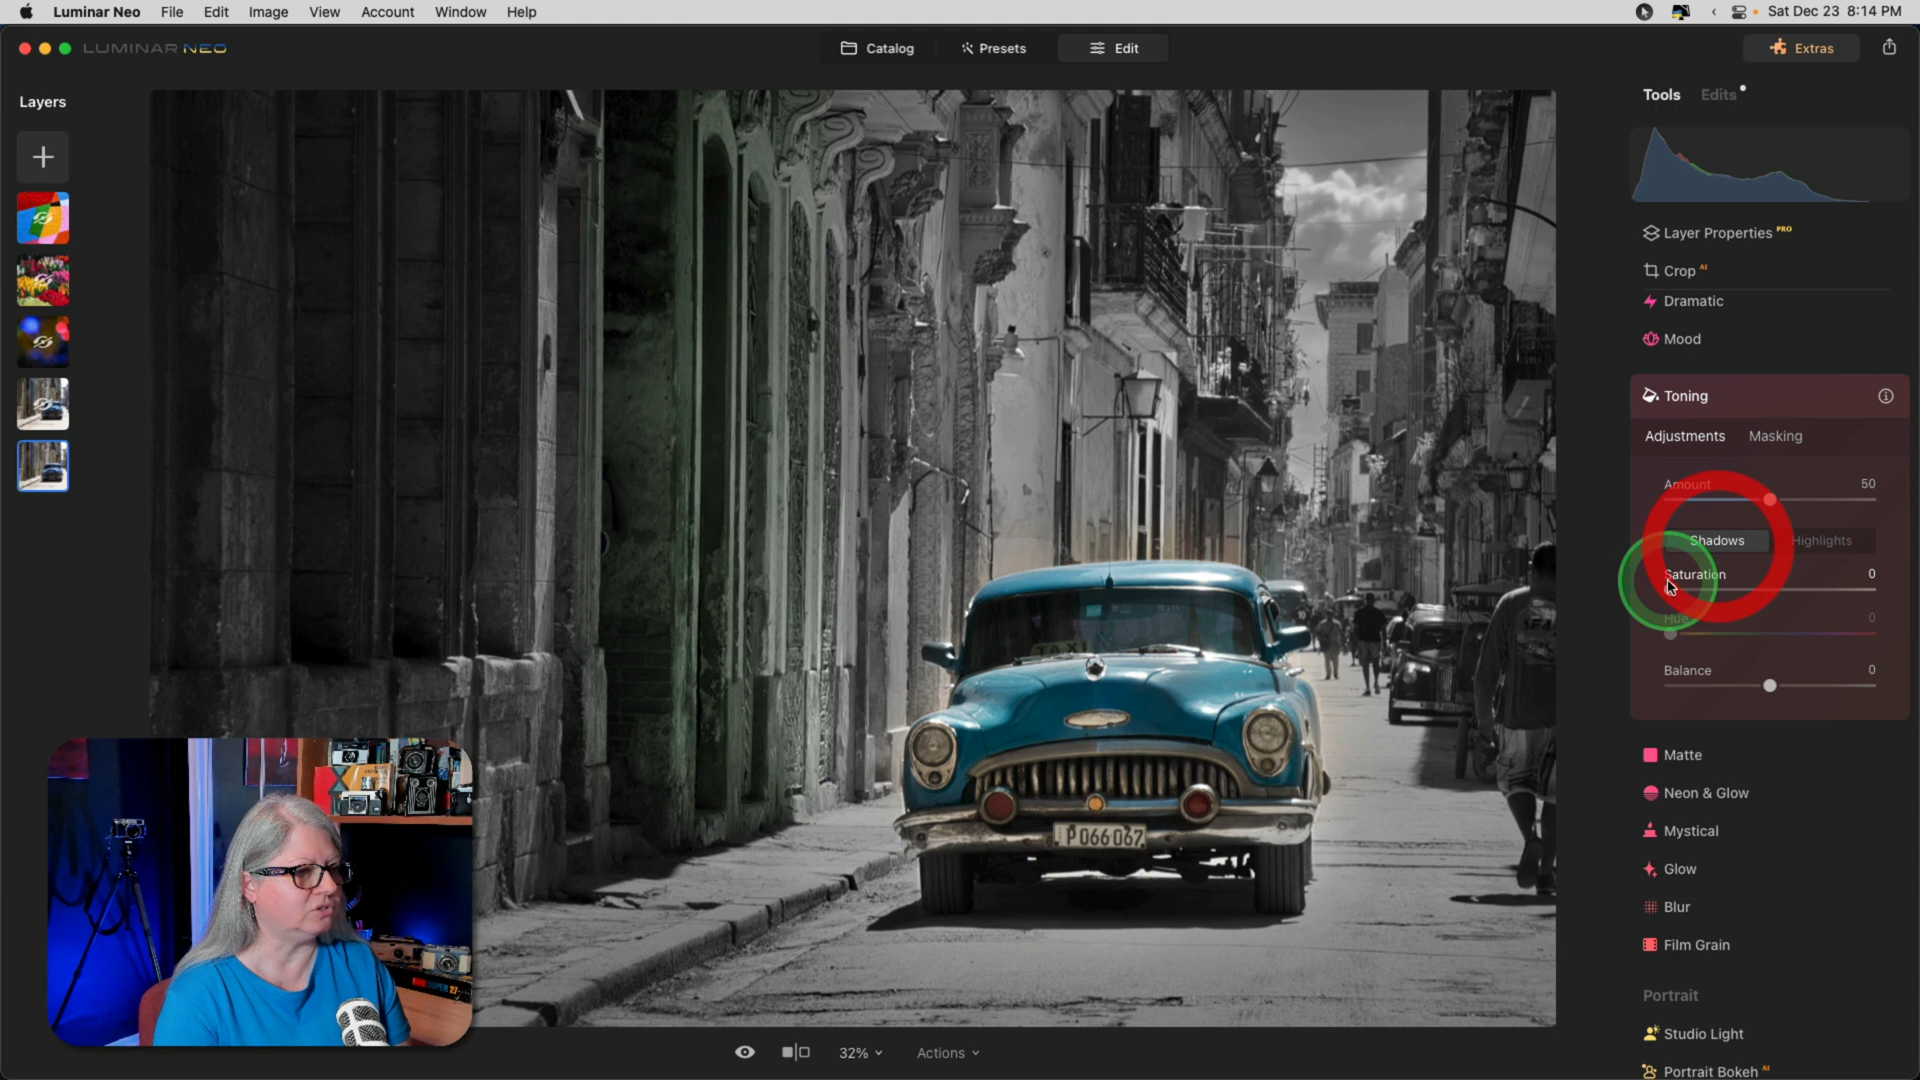 Luminar Neo File Edit Image View Account Window Help Sat Dec 23 8:14 PM
LUMINAR NEO Catalog Presets Edit Extras
Layers
Tools Edits
Layer Properties PRO
Crop AI
Dramatic
Mood
Toning
Adjustments Masking
Amount 50
Shadows Highlights
Saturation 0
Hue 0
Balance 0
Matte
Neon & Glow
Mystical
Glow
Blur
Film Grain
Portrait
Studio Light
Portrait Bokeh AI
TAXI
P066067
32% Actions